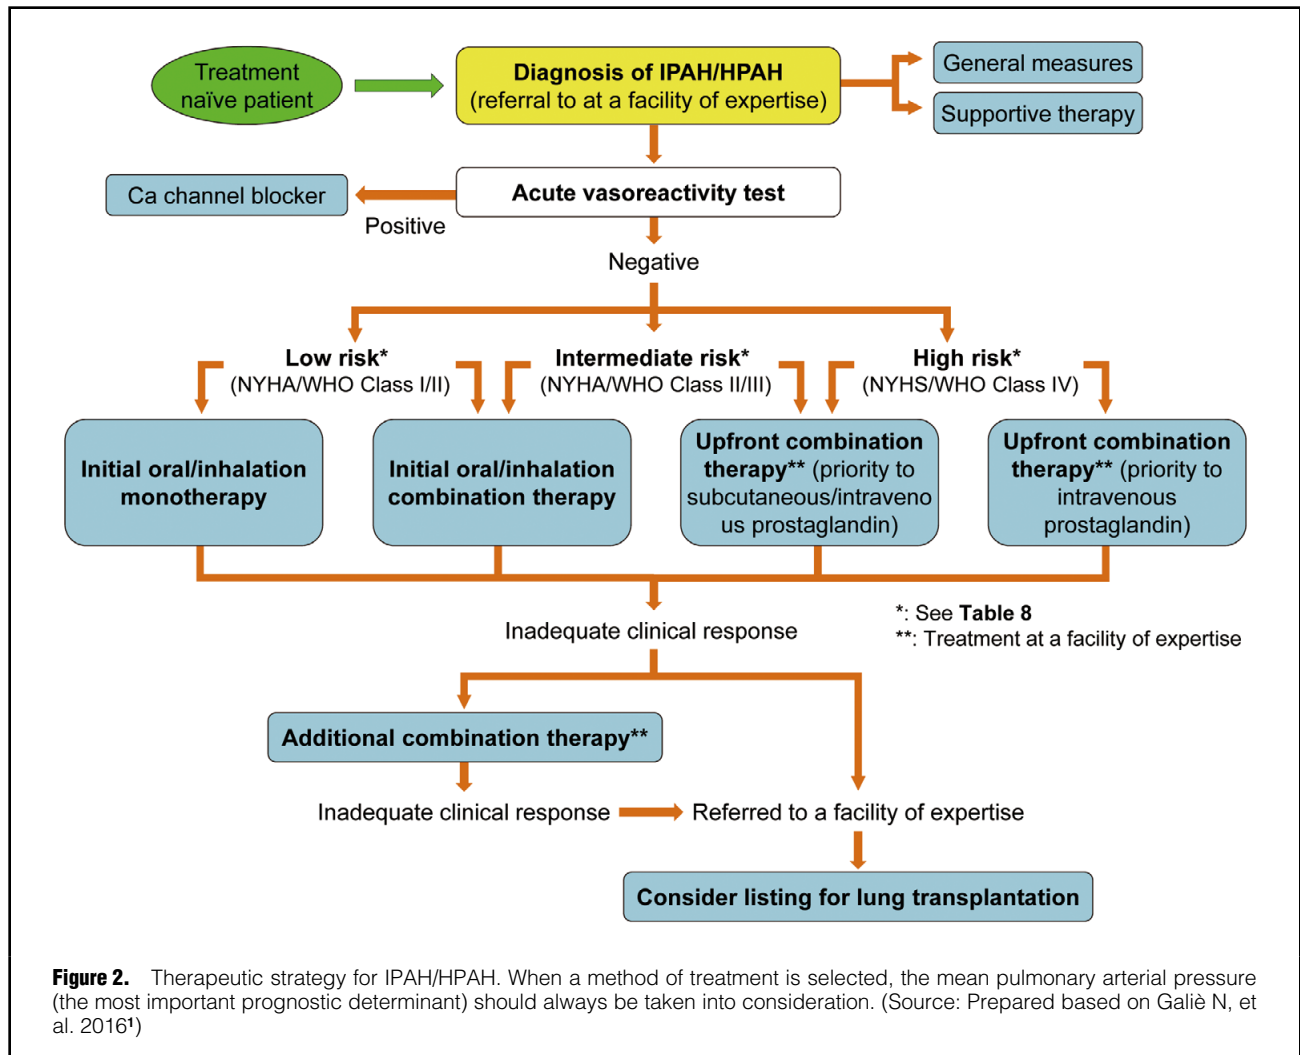 Treatment
naïve patient
Diagnosis of IPAH/HPAH
(referral to at a facility of expertise)
General measures
Supportive therapy
Ca channel blocker
Positive
Acute vasoreactivity test
Negative
Low risk*
(NYHA/WHO Class I/II)
Intermediate risk*
(NYHA/WHO Class II/III)
High risk*
(NYHS/WHO Class IV)
Initial oral/inhalation
monotherapy
Initial oral/inhalation
combination therapy
Upfront combination
therapy** (priority to
subcutaneous/intraveno
us prostaglandin)
Upfront combination
therapy** (priority to
intravenous
prostaglandin)
Inadequate clinical response
*: See Table 8
**: Treatment at a facility of expertise
Additional combination therapy**
Inadequate clinical response
Referred to a facility of expertise
Consider listing for lung transplantation
Figure 2. Therapeutic strategy for IPAH/HPAH. When a method of treatment is selected, the mean pulmonary arterial pressure
(the most important prognostic determinant) should always be taken into consideration. (Source: Prepared based on Galiè N, et
al. 2016¹)